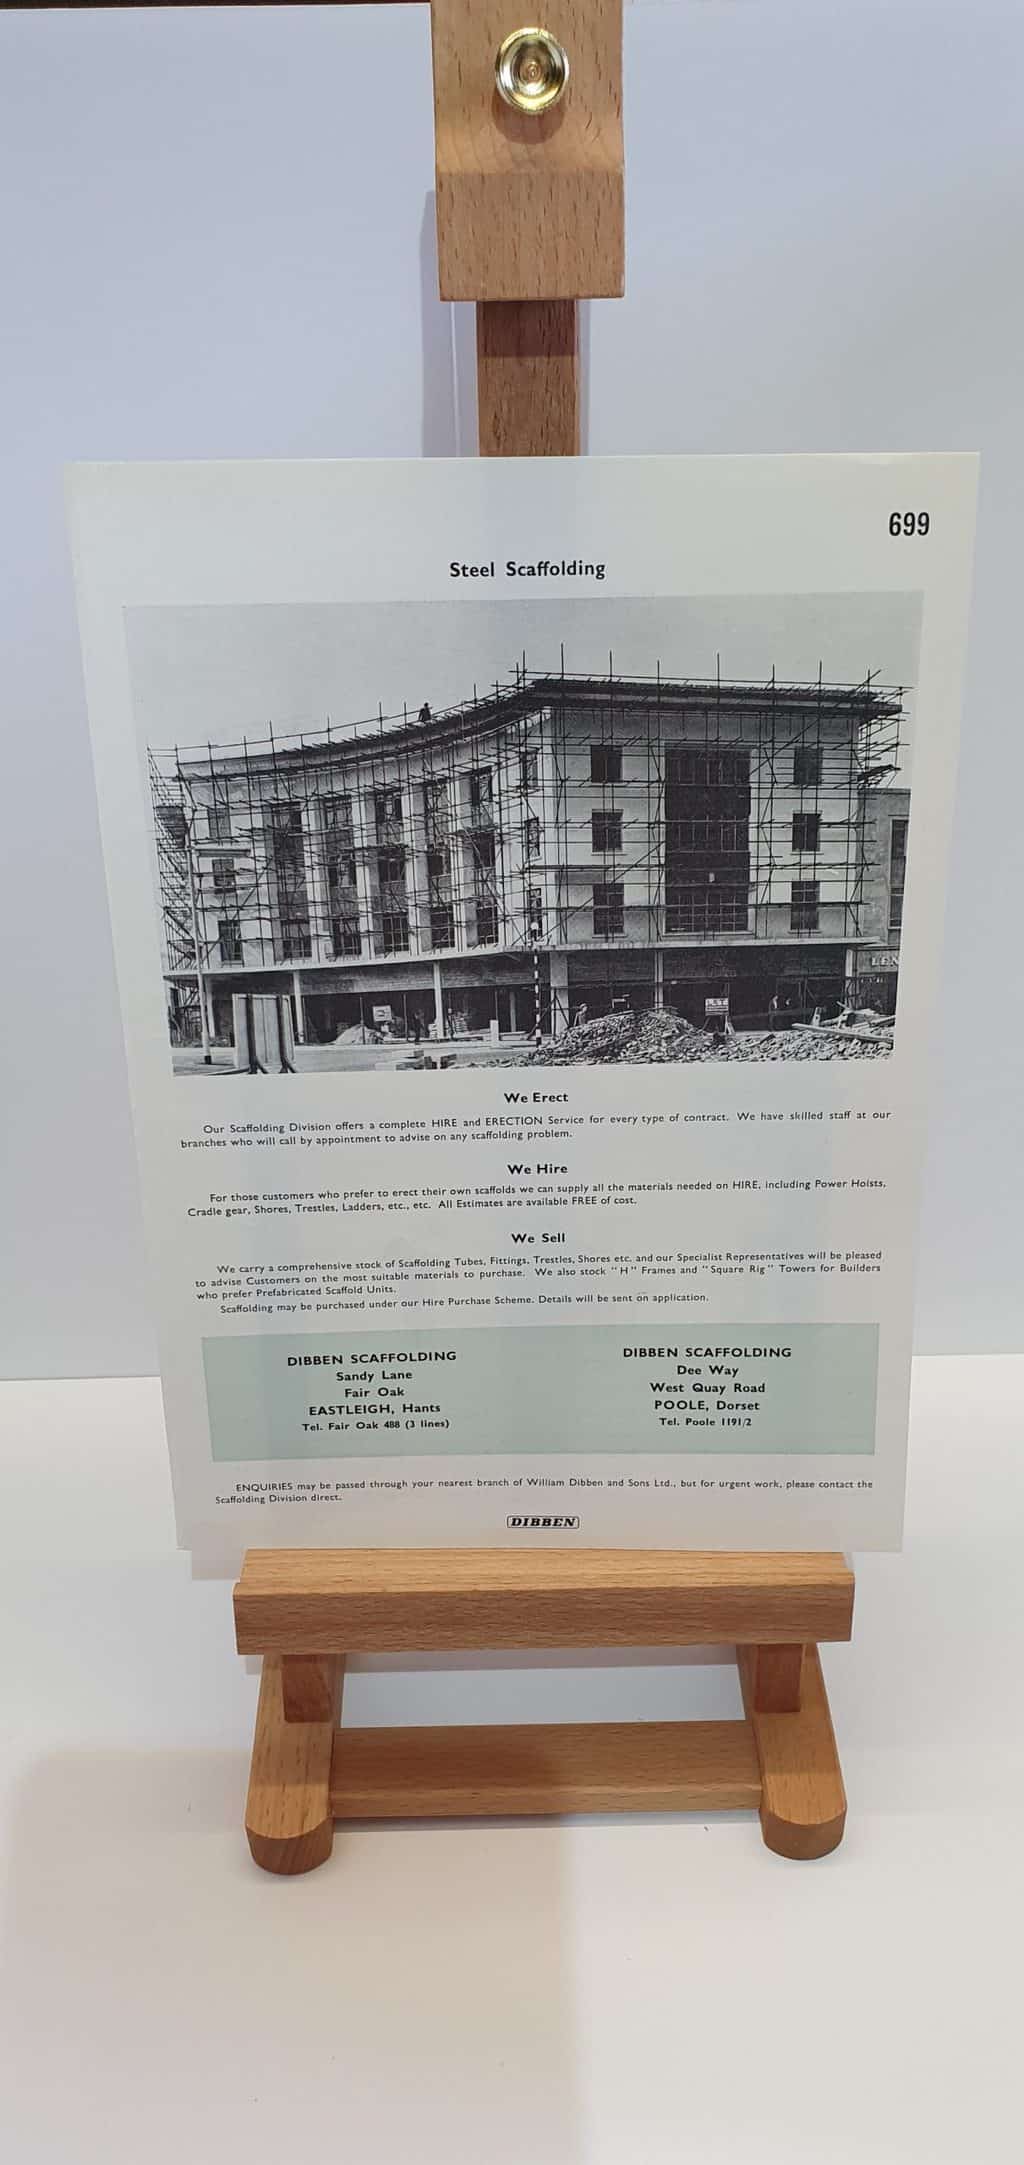 699
Steel Scaffolding
We Erect
Our Scaffolding Division offers a complete HIRE and ERECTION Service for every type of contract. We have skilled staff at our
branches who will call by appointment to advise on any scaffolding problem.
We Hire
For those customers who prefer to erect their own scaffolds we can supply all the materials needed on HIRE, including Power Hoists,
Cradle gear, Shores, Trestles, Ladders, etc., etc. All Estimates are available FREE of cost.
We Sell
We carry a comprehensive stock of Scaffolding Tubes, Fittings, Trestles, Shores etc. and our Specialist Representatives will be pleased
to advise Customers on the most suitable materials to purchase. We also stock "H" Frames and "Square Rig" Towers for Builders
who prefer Prefabricated Scaffold Units.
Scaffolding may be purchased under our Hire Purchase Scheme. Details will be sent on application.
DIBBEN SCAFFOLDING
Sandy Lane
Fair Oak
EASTLEIGH, Hants
Tel. Fair Oak 488 (3 lines)
DIBBEN SCAFFOLDING
Dee Way
West Quay Road
POOLE, Dorset
Tel. Poole 1191/2
ENQUIRIES may be passed through your nearest branch of William Dibben and Sons Ltd., but for urgent work, please contact the
Scaffolding Division direct.
DIBBEN